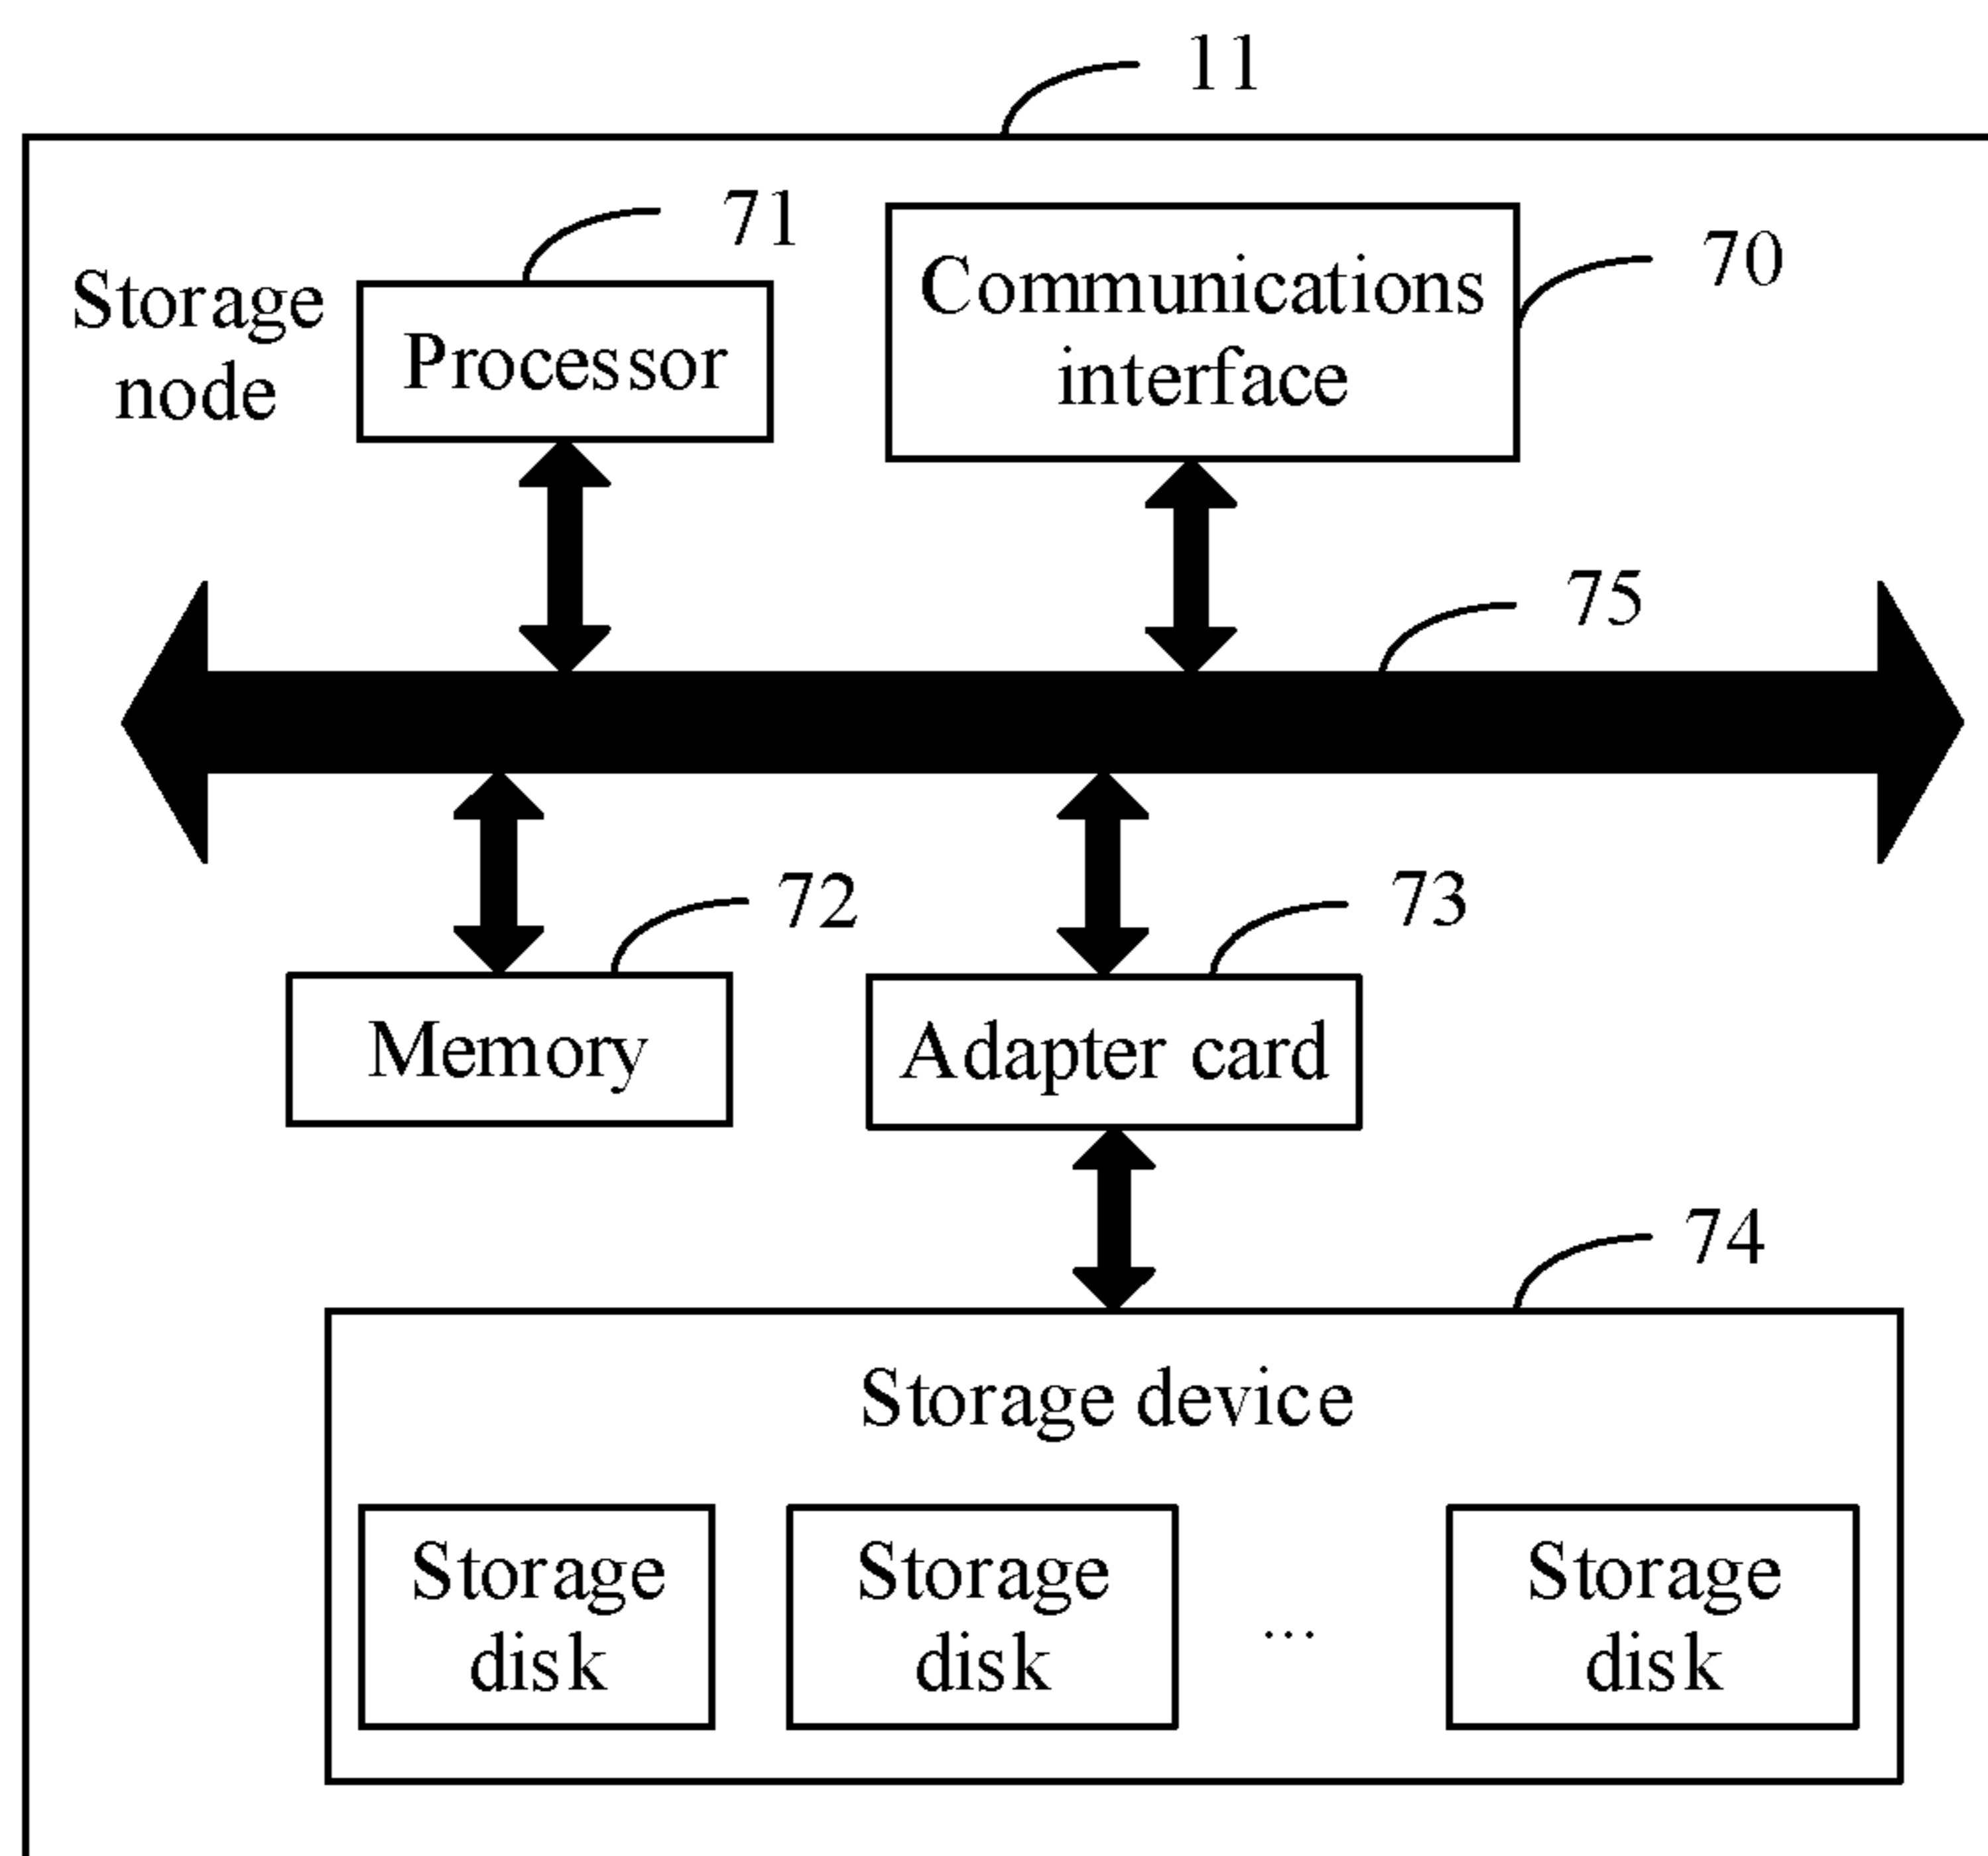 11
71
Storage
node
Processor
Communications
interface
70
75
72
73
Memory
Adapter card
74
Storage device
Storage
disk
Storage
disk
...
Storage
disk